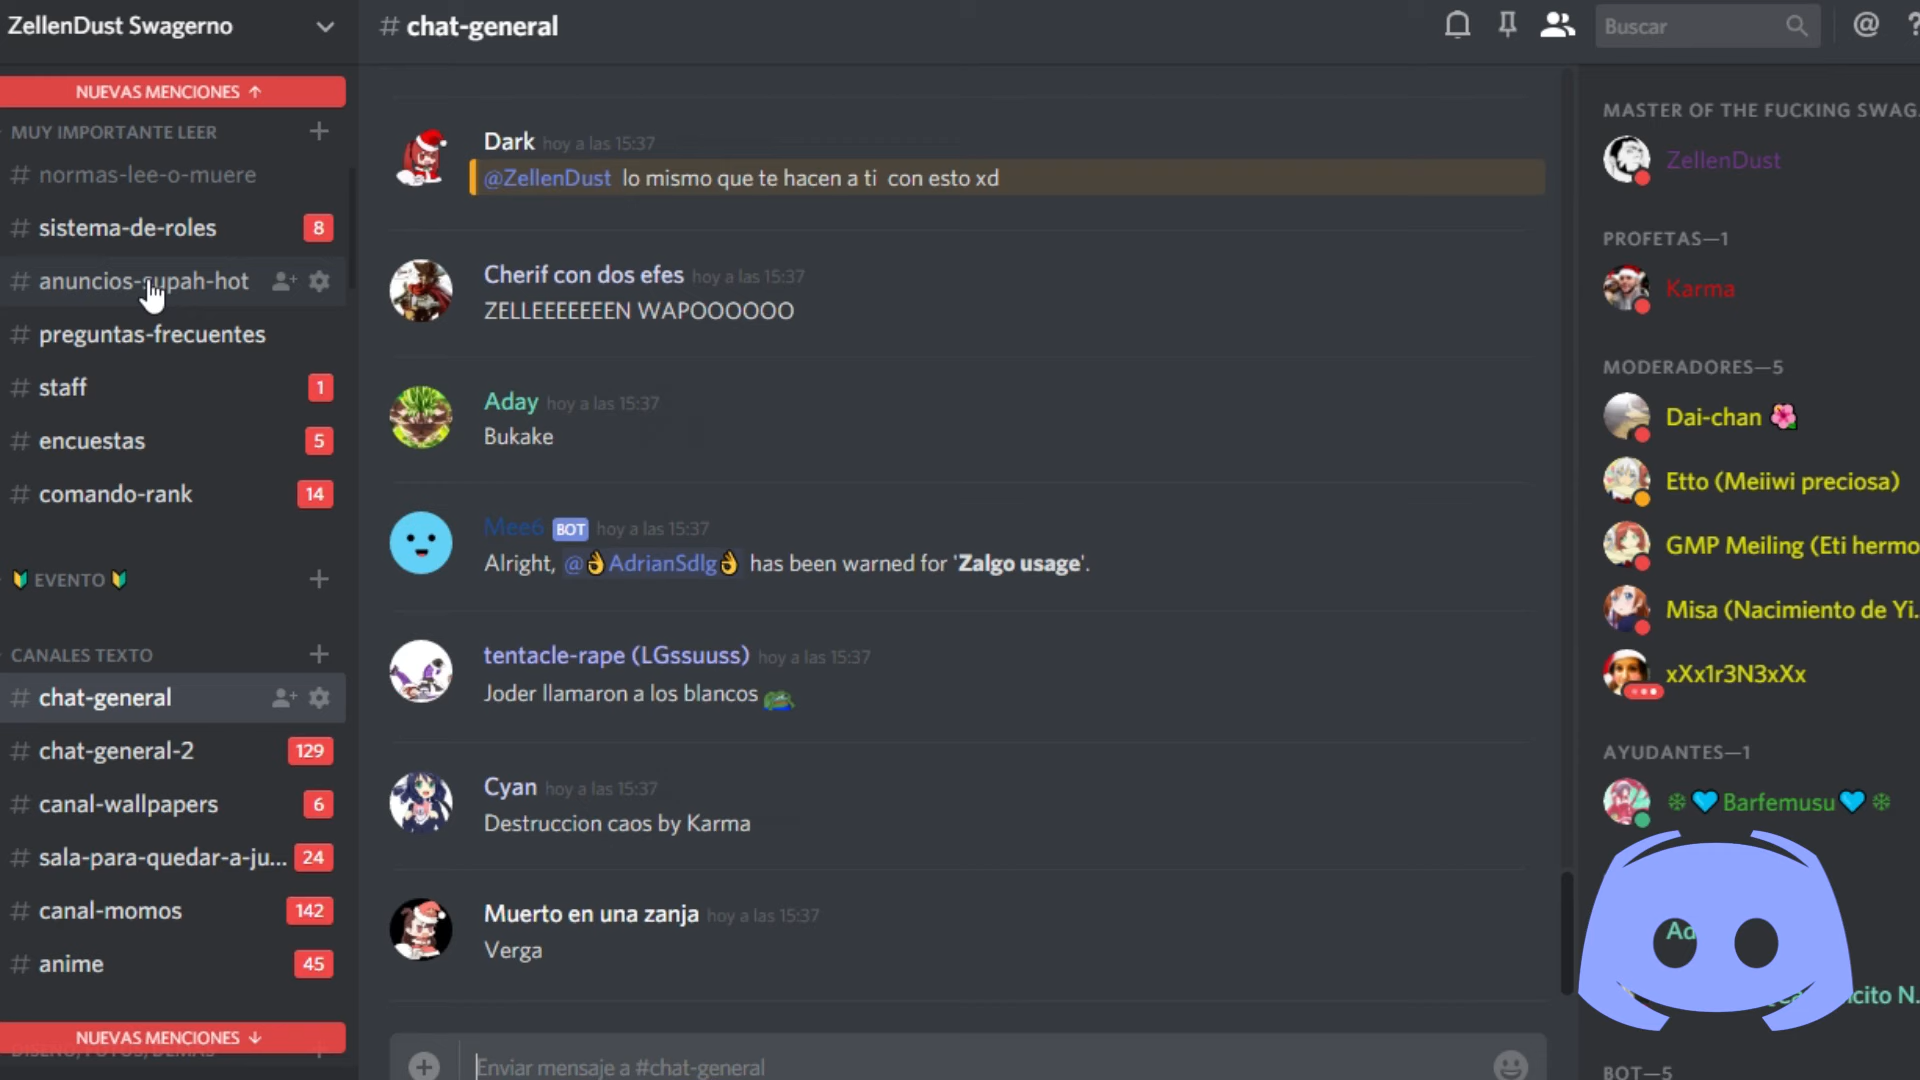 ZellenDust Swagerno
NUEVAS MENCIONES ↑
MUY IMPORTANTE LEER
# normas-lee-o-muere
# sistema-de-roles 8
# anuncios-supah-hot
# preguntas-frecuentes
# staff 1
# encuestas 5
# comando-rank 14
EVENTO
CANALES TEXTO
# chat-general
# chat-general-2 129
# canal-wallpapers 6
# sala-para-quedar-a-ju... 24
# canal-momos 142
# anime 45
NUEVAS MENCIONES ↓
# chat-general
Buscar
@ ?
Dark hoy a las 15:37
@ZellenDust lo mismo que te hacen a ti con esto xd
Cherif con dos efes hoy a las 15:37
ZELLEEEEEEEN WAPOOOOOO
Aday hoy a las 15:37
Bukake
Mee6 BOT hoy a las 15:37
Alright, @👌AdrianSdlg👌 has been warned for 'Zalgo usage'.
tentacle-rape (LGssuuss) hoy a las 15:37
Joder llamaron a los blancos
Cyan hoy a las 15:37
Destruccion caos by Karma
Muerto en una zanja hoy a las 15:37
Verga
Enviar mensaje a #chat-general
MASTER OF THE FUCKING SWAG
ZellenDust
PROFETAS—1
Karma
MODERADORES—5
Dai-chan 🌺
Etto (Meiiwi preciosa)
GMP Meiling (Eti hermo
Misa (Nacimiento de Yi...
xXx1r3N3xXx
AYUDANTES—1
❄💙Barfemusu💙❄
Ad
cito N.
BOT—5